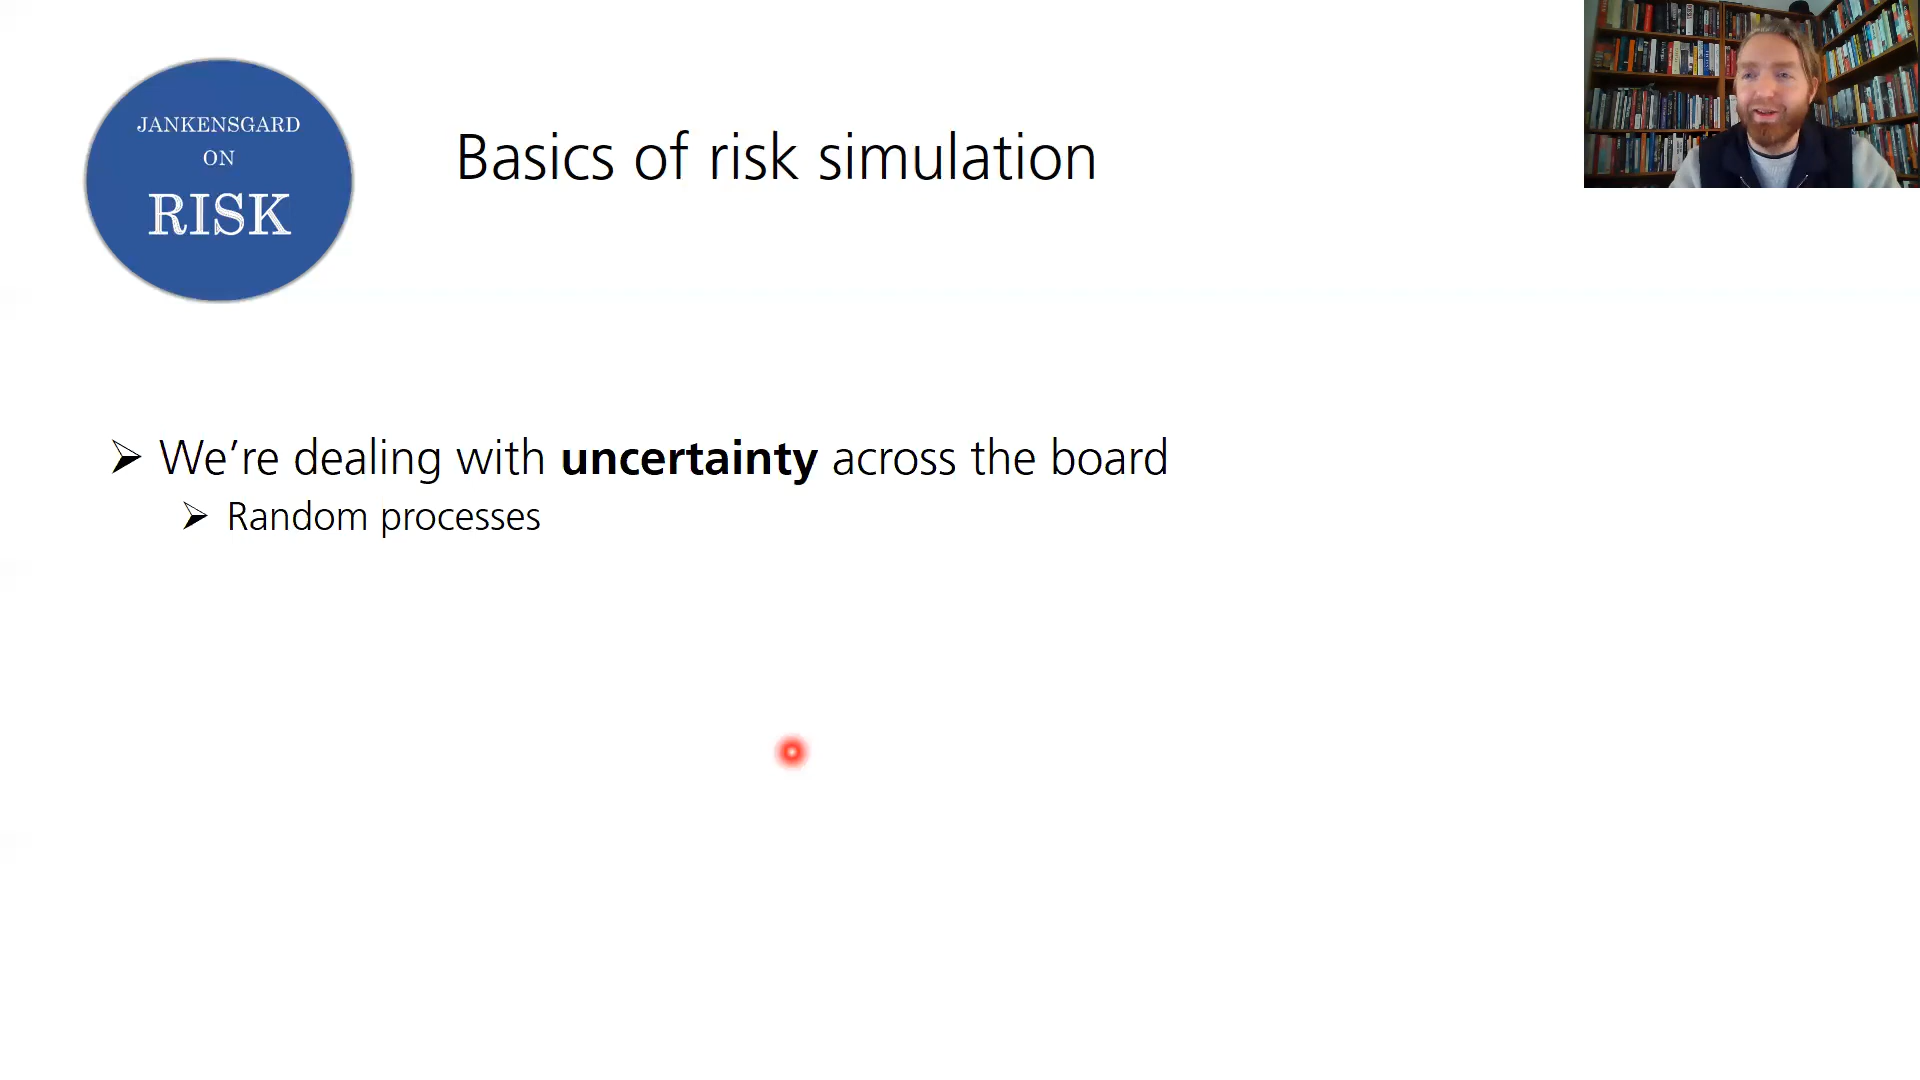 JANKENSGARD
ON
RISK
Basics of risk simulation
We’re dealing with uncertainty across the board
Random processes